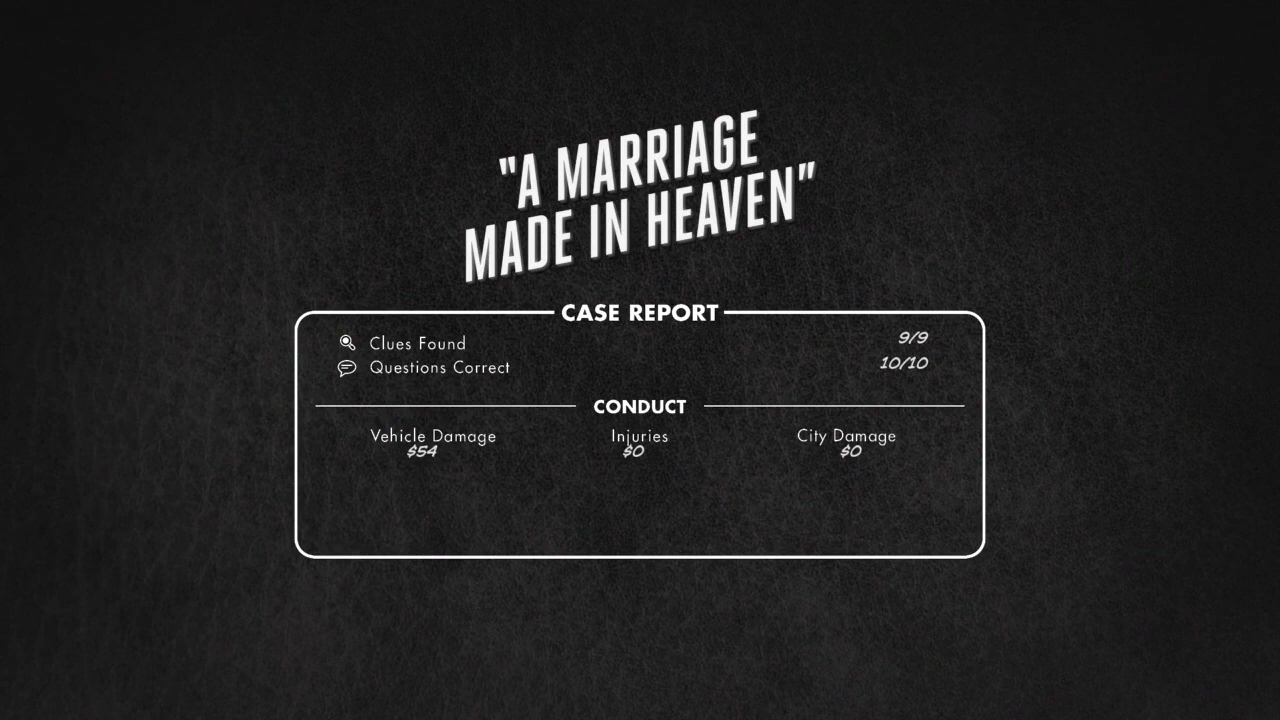 "A MARRIAGE
MADE IN HEAVEN"
CASE REPORT
Clues Found 9/9
Questions Correct 10/10
CONDUCT
Vehicle Damage Injuries City Damage
$54 $0 $0